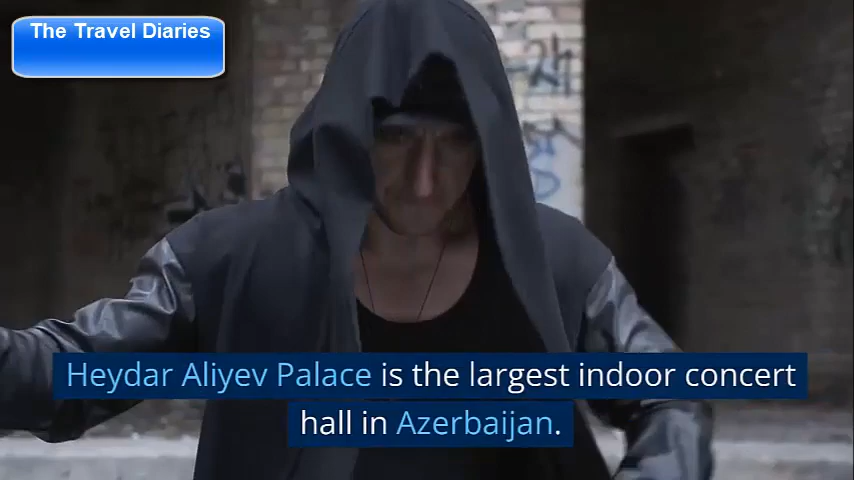 The Travel Diaries
Heydar Aliyev Palace is the largest indoor concert
hall in Azerbaijan.